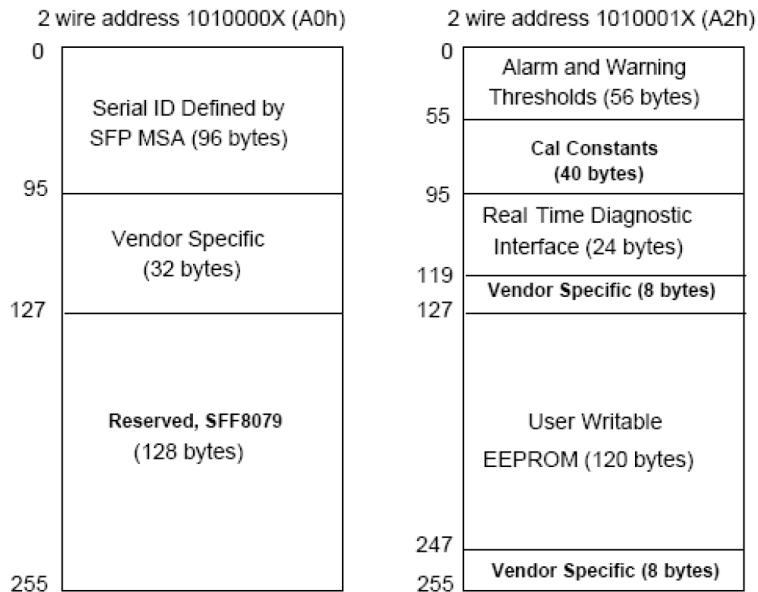 2 wire address 1010000X (A0h)
0
Serial ID Defined by
SFP MSA (96 bytes)
95
Vendor Specific
(32 bytes)
127
Reserved, SFF8079
(128 bytes)
255
2 wire address 1010001X (A2h)
0
Alarm and Warning
Thresholds (56 bytes)
55
Cal Constants
(40 bytes)
95
Real Time Diagnostic
Interface (24 bytes)
119
Vendor Specific (8 bytes)
127
User Writable
EEPROM (120 bytes)
247
Vendor Specific (8 bytes)
255